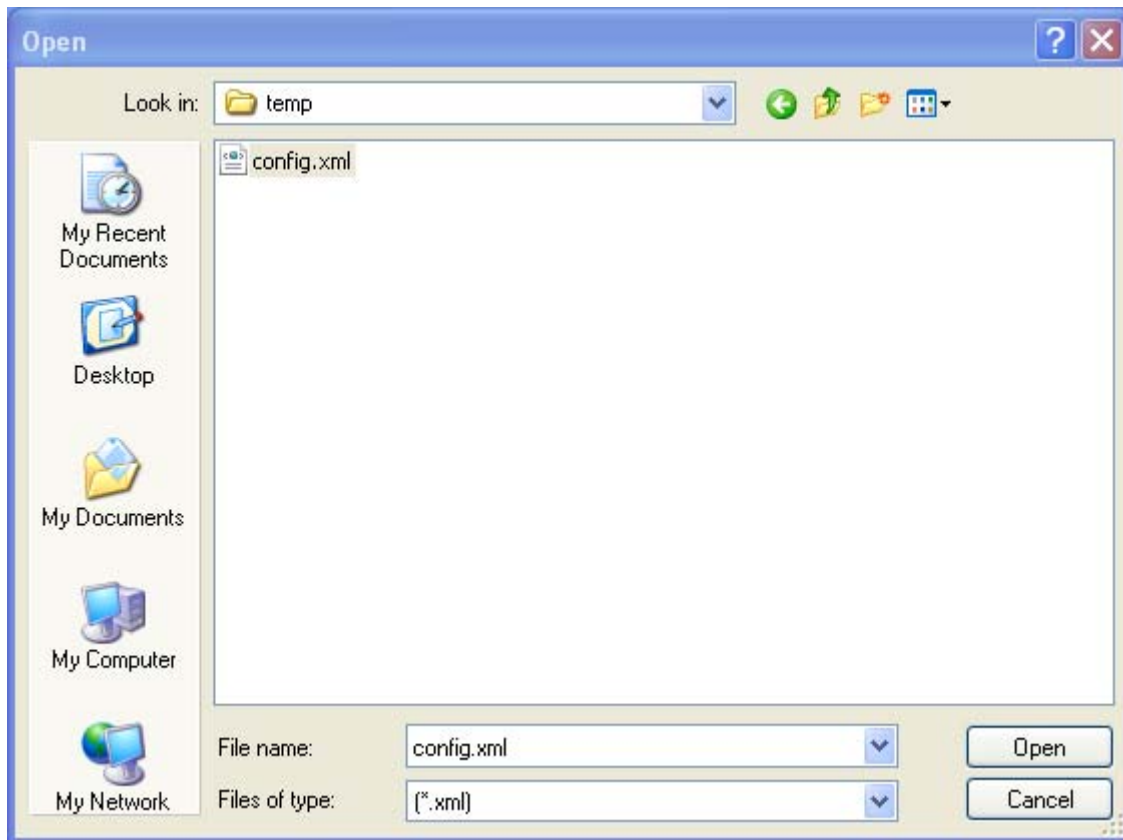 Open
Look in:
temp
config.xml
My Recent
Documents
Desktop
My Documents
My Computer
My Network
File name:
config.xml
Open
Files of type:
(*.xml)
Cancel